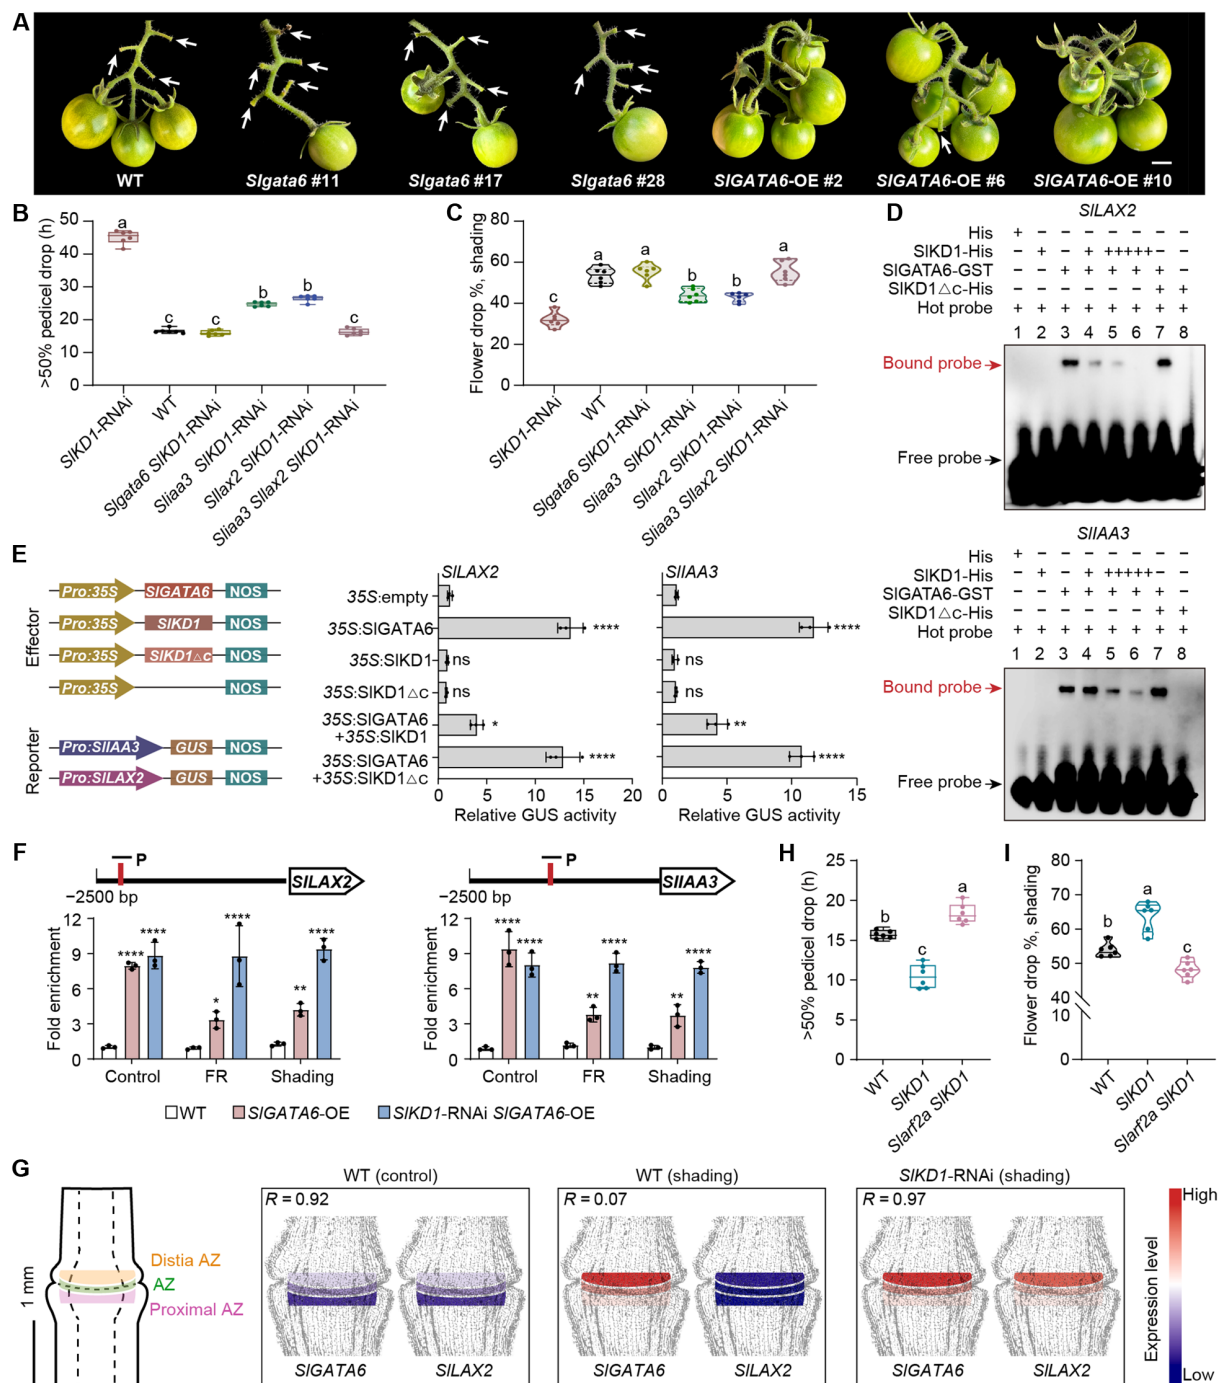 A
WT
Slgata6 #11
Slgata6 #17
Slgata6 #28
SlGATA6-OE #2
SlGATA6-OE #6
SlGATA6-OE #10
B
>50% pedicel drop (h)
50
40
30
20
10
0
a
c
c
b
b
c
SlKD1-RNAi
WT
Slgata6 SlKD1-RNAi
Sliaa3 SlKD1-RNAi
Sllax2 SlKD1-RNAi
Sliaa3 Sllax2 SlKD1-RNAi
C
Flower drop %, shading
80
60
40
20
0
c
a
a
b
b
a
SlKD1-RNAi
WT
Slgata6 SlKD1-RNAi
Sliaa3 SlKD1-RNAi
Sllax2 SlKD1-RNAi
Sliaa3 Sllax2 SlKD1-RNAi
D
SlLAX2
His + − − − − − − −
SlKD1-His − + − + ++ +++ − −
SlGATA6-GST − − + + + + + −
SlKD1△c-His − − − − − − + +
Hot probe + + + + + + + +
1 2 3 4 5 6 7 8
Bound probe
Free probe
SlIAA3
His + − − − − − − −
SlKD1-His − + − + ++ +++ − −
SlGATA6-GST − − + + + + + −
SlKD1△c-His − − − − − − + +
Hot probe + + + + + + + +
1 2 3 4 5 6 7 8
Bound probe
Free probe
E
Effector
Pro:35S SlGATA6 NOS
Pro:35S SlKD1 NOS
Pro:35S SlKD1△c NOS
Pro:35S NOS
Reporter
Pro:SlIAA3 GUS NOS
Pro:SlLAX2 GUS NOS
SlLAX2
SlIAA3
35S:empty
35S:SlGATA6 **** ****
35S:SlKD1 ns ns
35S:SlKD1△c ns ns
35S:SlGATA6
+35S:SlKD1 * **
35S:SlGATA6
+35S:SlKD1△c **** ****
0 5 10 15 20
Relative GUS activity
0 5 10 15
Relative GUS activity
F
P
−2500 bp
SlLAX2
P
−2500 bp
SlIAA3
Fold enrichment
12
9
6
3
0
**** ****
* ****
** ****
Control FR Shading
Fold enrichment
12
9
6
3
0
**** ****
** ****
** ****
Control FR Shading
WT SlGATA6-OE SlKD1-RNAi SlGATA6-OE
H
>50% pedicel drop (h)
25
20
15
10
5
0
b
c
a
WT
SlKD1
Slarf2a SlKD1
I
Flower drop %, shading
80
70
60
50
40
10
0
b
a
c
WT
SlKD1
Slarf2a SlKD1
G
1 mm
Distia AZ
AZ
Proximal AZ
WT (control)
R = 0.92
SlGATA6 SlLAX2
WT (shading)
R = 0.07
SlGATA6 SlLAX2
SlKD1-RNAi (shading)
R = 0.97
SlGATA6 SlLAX2
High
Expression level
Low